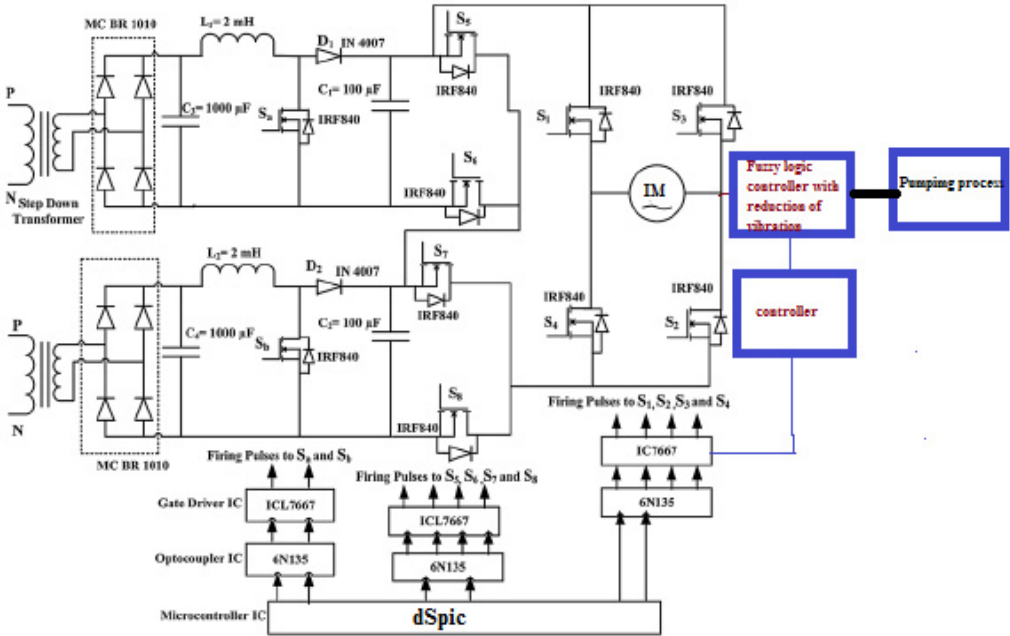 MC BR 1010
L₁= 2 mH
D₁ IN 4007
S₅
IRF840
P
C₃= 1000 µF
Sₐ
IRF840
C₁= 100 µF
S₆
IRF840
N
Step Down
Transformer
IRF840
S₁
IRF840
S₃
IM
Fuzzy logic
controller with
reduction of
vibration
Pumping process
L₂= 2 mH
D₂
IN 4007
S₇
IRF840
P
C₄= 1000 µF
S_b
IRF840
C₂= 100 µF
S₈
IRF840
N
MC BR 1010
IRF840
S₄
IRF840
S₂
controller
Firing Pulses to S₁, S₂, S₃ and S₄
IC7667
6N135
Firing Pulses to Sₐ and S_b
Gate Driver IC
ICL7667
Optocoupler IC
6N135
Firing Pulses to S₅, S₆ ,S₇ and S₈
ICL7667
6N135
Microcontroller IC
dSpic